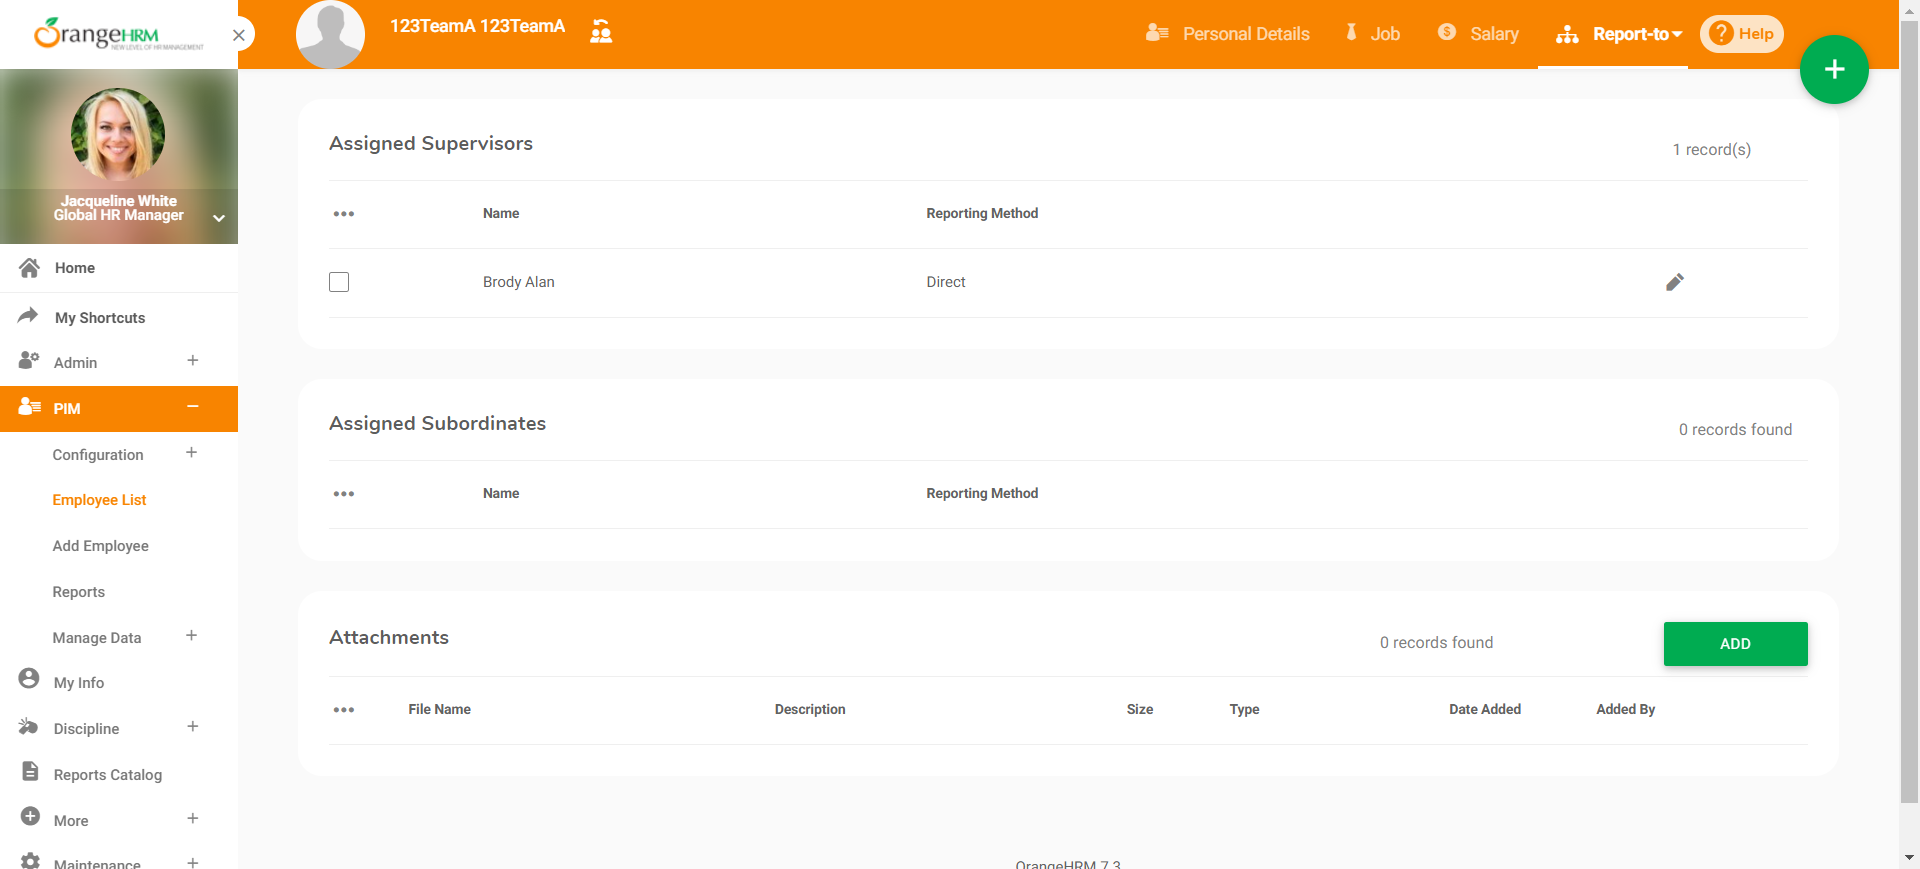 OrangeHRM
NEW LEVEL OF HR MANAGEMENT
123TeamA 123TeamA
Personal Details
Job
Salary
Report-to
Help
Jacqueline White
Global HR Manager
Home
My Shortcuts
Admin
PIM
Configuration
Employee List
Add Employee
Reports
Manage Data
My Info
Discipline
Reports Catalog
More
Maintenance
Assigned Supervisors
1 record(s)
Name Reporting Method
Brody Alan Direct
Assigned Subordinates
0 records found
Name Reporting Method
Attachments
0 records found
ADD
File Name Description Size Type Date Added Added By
OrangeHRM 7.3